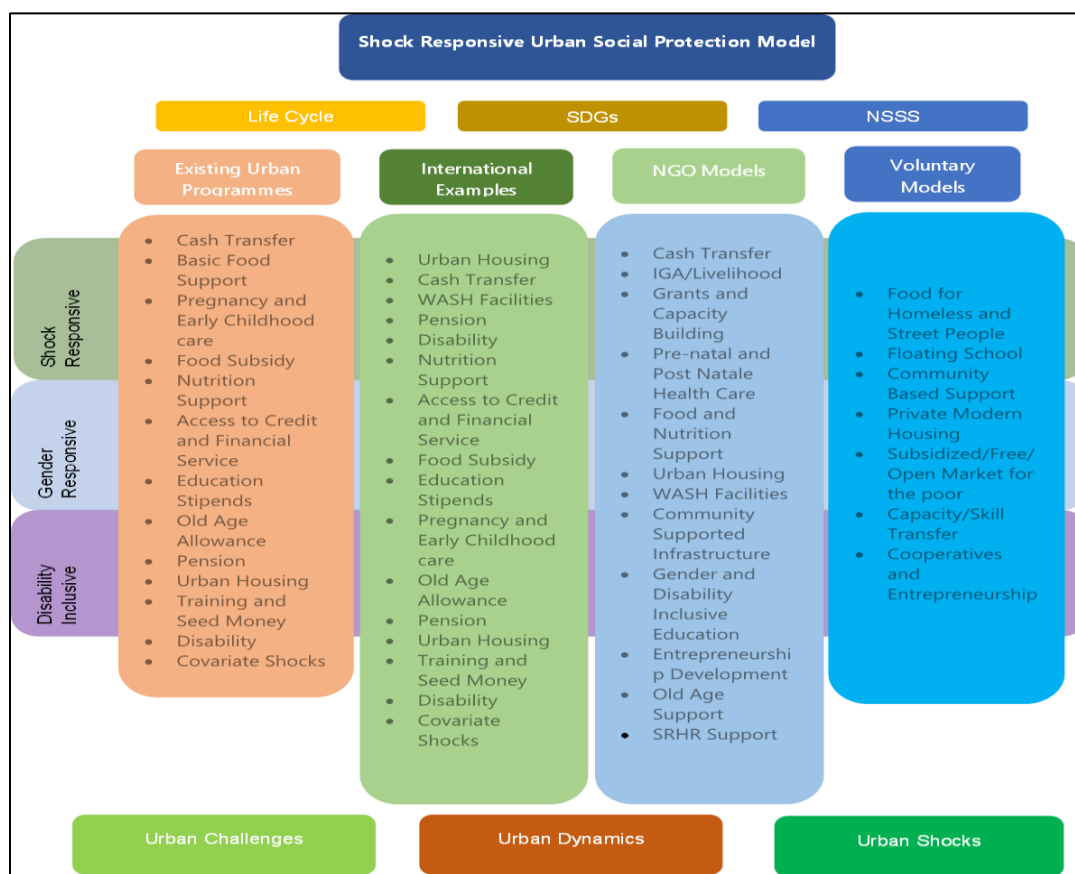 Shock Responsive Urban Social Protection Model
Life Cycle
SDGs
NSSS
Existing Urban
Programmes
International
Examples
NGO Models
Voluntary
Models
Shock
Responsive
Gender
Responsive
Disability
Inclusive
• Cash Transfer
• Basic Food
Support
• Pregnancy and
Early Childhood
care
• Food Subsidy
• Nutrition
Support
• Access to Credit
and Financial
Service
• Education
Stipends
• Old Age
Allowance
• Pension
• Urban Housing
• Training and
Seed Money
• Disability
• Covariate Shocks
• Urban Housing
• Cash Transfer
• WASH Facilities
• Pension
• Disability
• Nutrition
Support
• Access to Credit
and Financial
Service
• Food Subsidy
• Education
Stipends
• Pregnancy and
Early Childhood
care
• Old Age
Allowance
• Pension
• Urban Housing
• Training and
Seed Money
• Disability
• Covariate
Shocks
• Cash Transfer
• IGA/Livelihood
• Grants and
Capacity
Building
• Pre-natal and
Post Natale
Health Care
• Food and
Nutrition
Support
• Urban Housing
• WASH Facilities
• Community
Supported
Infrastructure
• Gender and
Disability
Inclusive
Education
• Entrepreneurshi
p Development
• Old Age
Support
• SRHR Support
• Food for
Homeless and
Street People
• Floating School
• Community
Based Support
• Private Modern
Housing
• Subsidized/Free/
Open Market for
the poor
• Capacity/Skill
Transfer
• Cooperatives
and
Entrepreneurship
Urban Challenges
Urban Dynamics
Urban Shocks